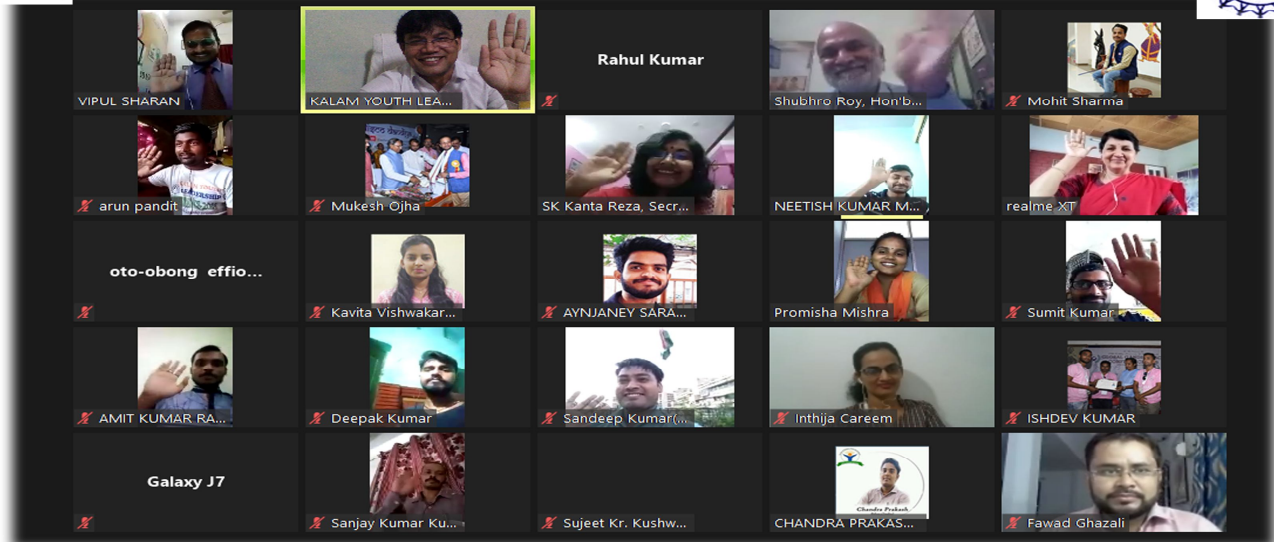 VIPUL SHARAN
KALAM YOUTH LEA...
Rahul Kumar
Shubhro Roy, Hon'b...
Mohit Sharma
arun pandit
Mukesh Ojha
SK Kanta Reza, Secr...
NEETISH KUMAR M...
realme XT
oto-obong effio...
Kavita Vishwakar...
AYNJANEY SARA...
Promisha Mishra
Sumit Kumar
AMIT KUMAR RA...
Deepak Kumar
Sandeep Kumar(...
Inthija Careem
ISHDEV KUMAR
Galaxy J7
Sanjay Kumar Ku...
Sujeet Kr. Kushw...
Chandra Prakash
CHANDRA PRAKAS...
Fawad Ghazali